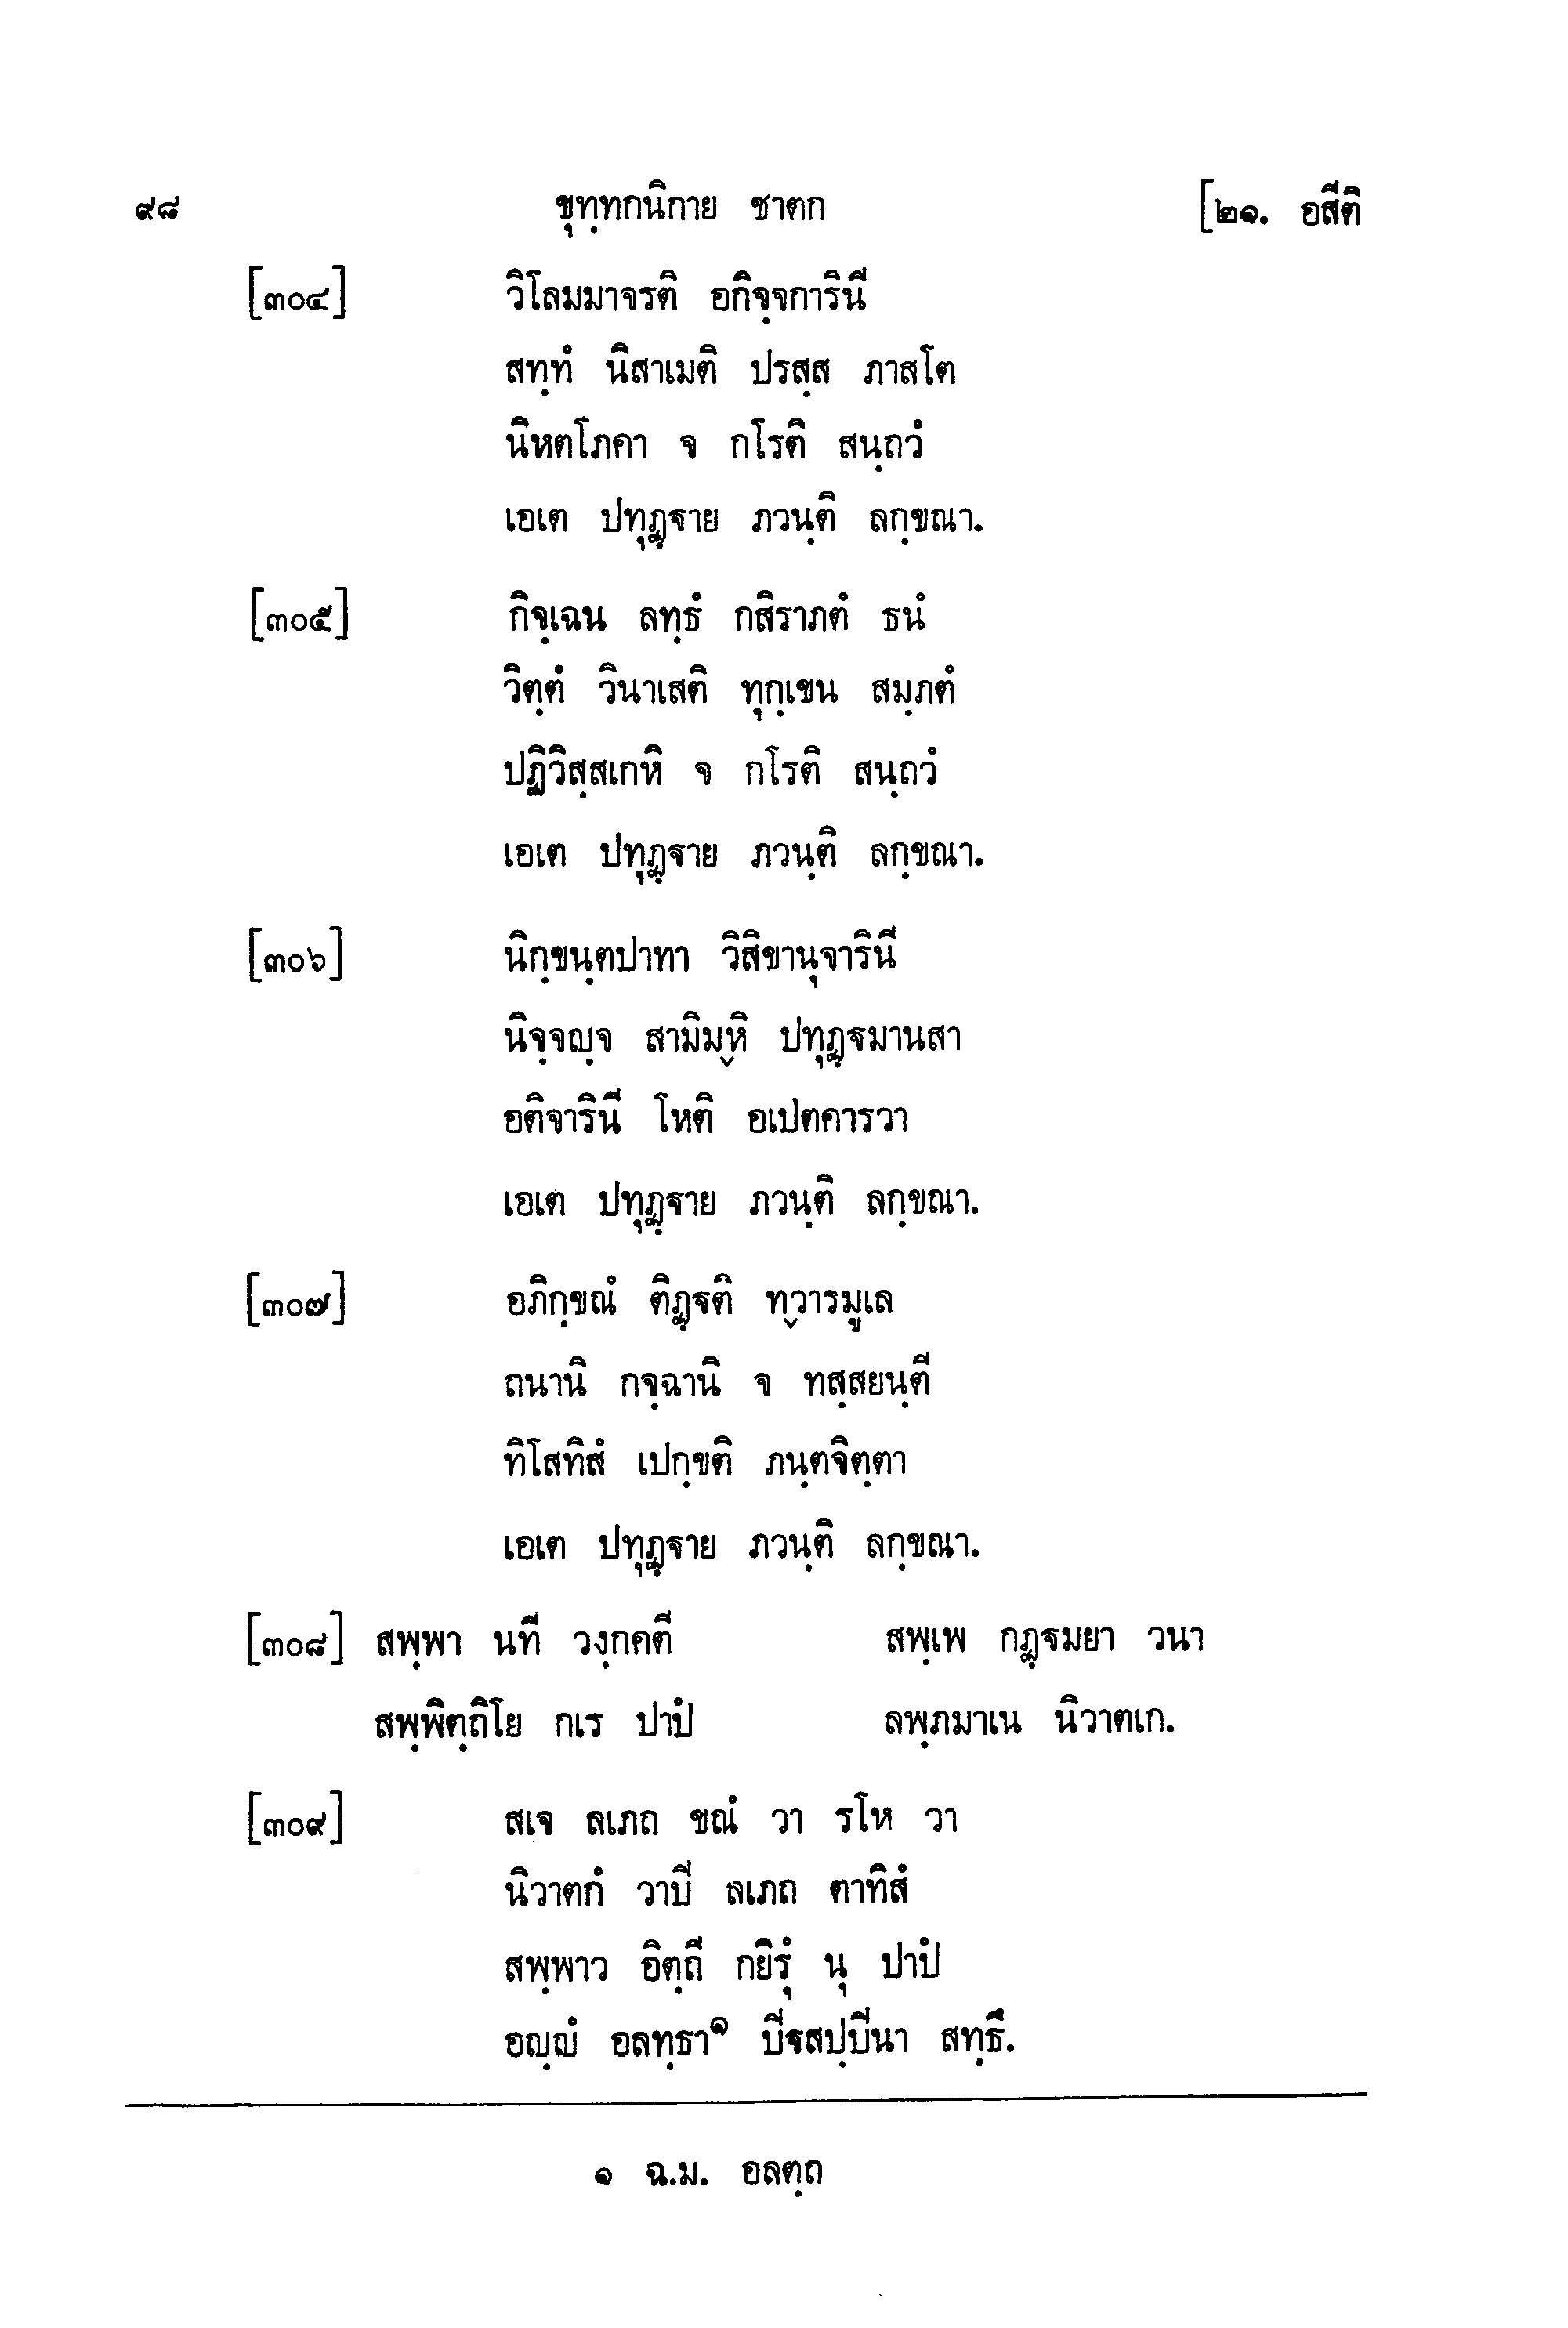 ๙๘ ขุทฺทกนิกาย ชาตก [๒๑. อสีติ
[๓๐๔] วิโลมมาจรติ อกิจฺจการินี
สทฺทํ นิสาเมติ ปรสฺส ภาสโต
นิหตโภคา จ กโรติ สนฺถวํ
เอเต ปทุฏฺฐาย ภวนฺติ ลกฺขณา.
[๓๐๕] กิจฺเฉน ลทฺธํ กสิราภตํ ธนํ
วิตฺตํ วินาเสติ ทุกฺเขน สมฺภตํ
ปฏิวิสฺสเกหิ จ กโรติ สนฺถวํ
เอเต ปทุฏฺฐาย ภวนฺติ ลกฺขณา.
[๓๐๖] นิกฺขนฺตปาทา วิสิขานุจารินี
นิจฺจญฺจ สามิมฺหิ ปทุฏฺฐมานสา
อติจารินี โหติ อเปตคารวา
เอเต ปทุฏฺฐาย ภวนฺติ ลกฺขณา.
[๓๐๗] อภิกฺขณํ ติฏฺฐติ ทฺวารมูเล
ถนานิ กจฺฉานิ จ ทสฺสยนฺตี
ทิโสทิสํ เปกฺขติ ภนฺตจิตฺตา
เอเต ปทุฏฺฐาย ภวนฺติ ลกฺขณา.
[๓๐๘] สพฺพา นที วงฺกคตี สพฺเพ กฏฺฐมยา วนา
สพฺพิตฺถิโย กเร ปาปํ ลพฺภมาเน นิวาตเก.
[๓๐๙] สเจ ลเภถ ขณํ วา รโห วา
นิวาตกํ วาปี ลเภถ ตาทิสํ
สพฺพาว อิตฺถี กยิรุํ นุ ปาปํ
อญฺญํ อลทฺธา๑ ปีฐสปฺปินา สทฺธึ.
๑ ฉ.ม. อลตฺถ